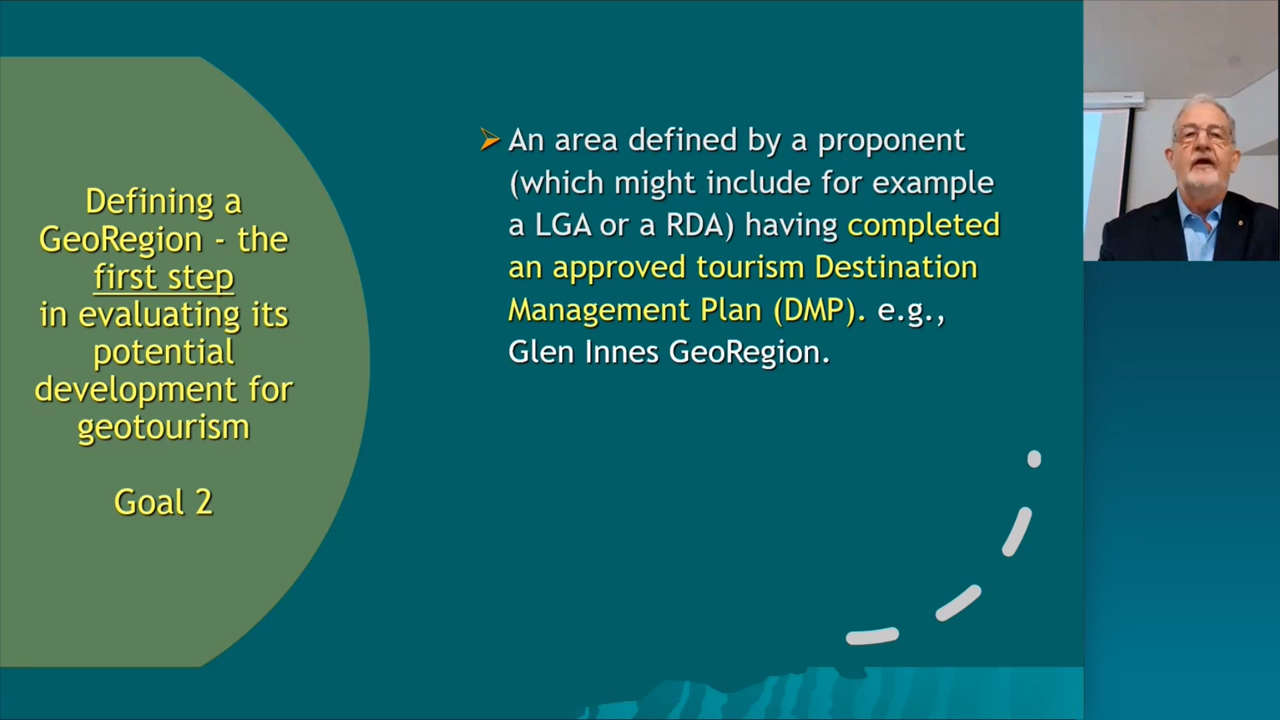 Defining a
GeoRegion - the
first step
in evaluating its
potential
development for
geotourism
Goal 2
An area defined by a proponent
(which might include for example
a LGA or a RDA) having completed
an approved tourism Destination
Management Plan (DMP). e.g.,
Glen Innes GeoRegion.